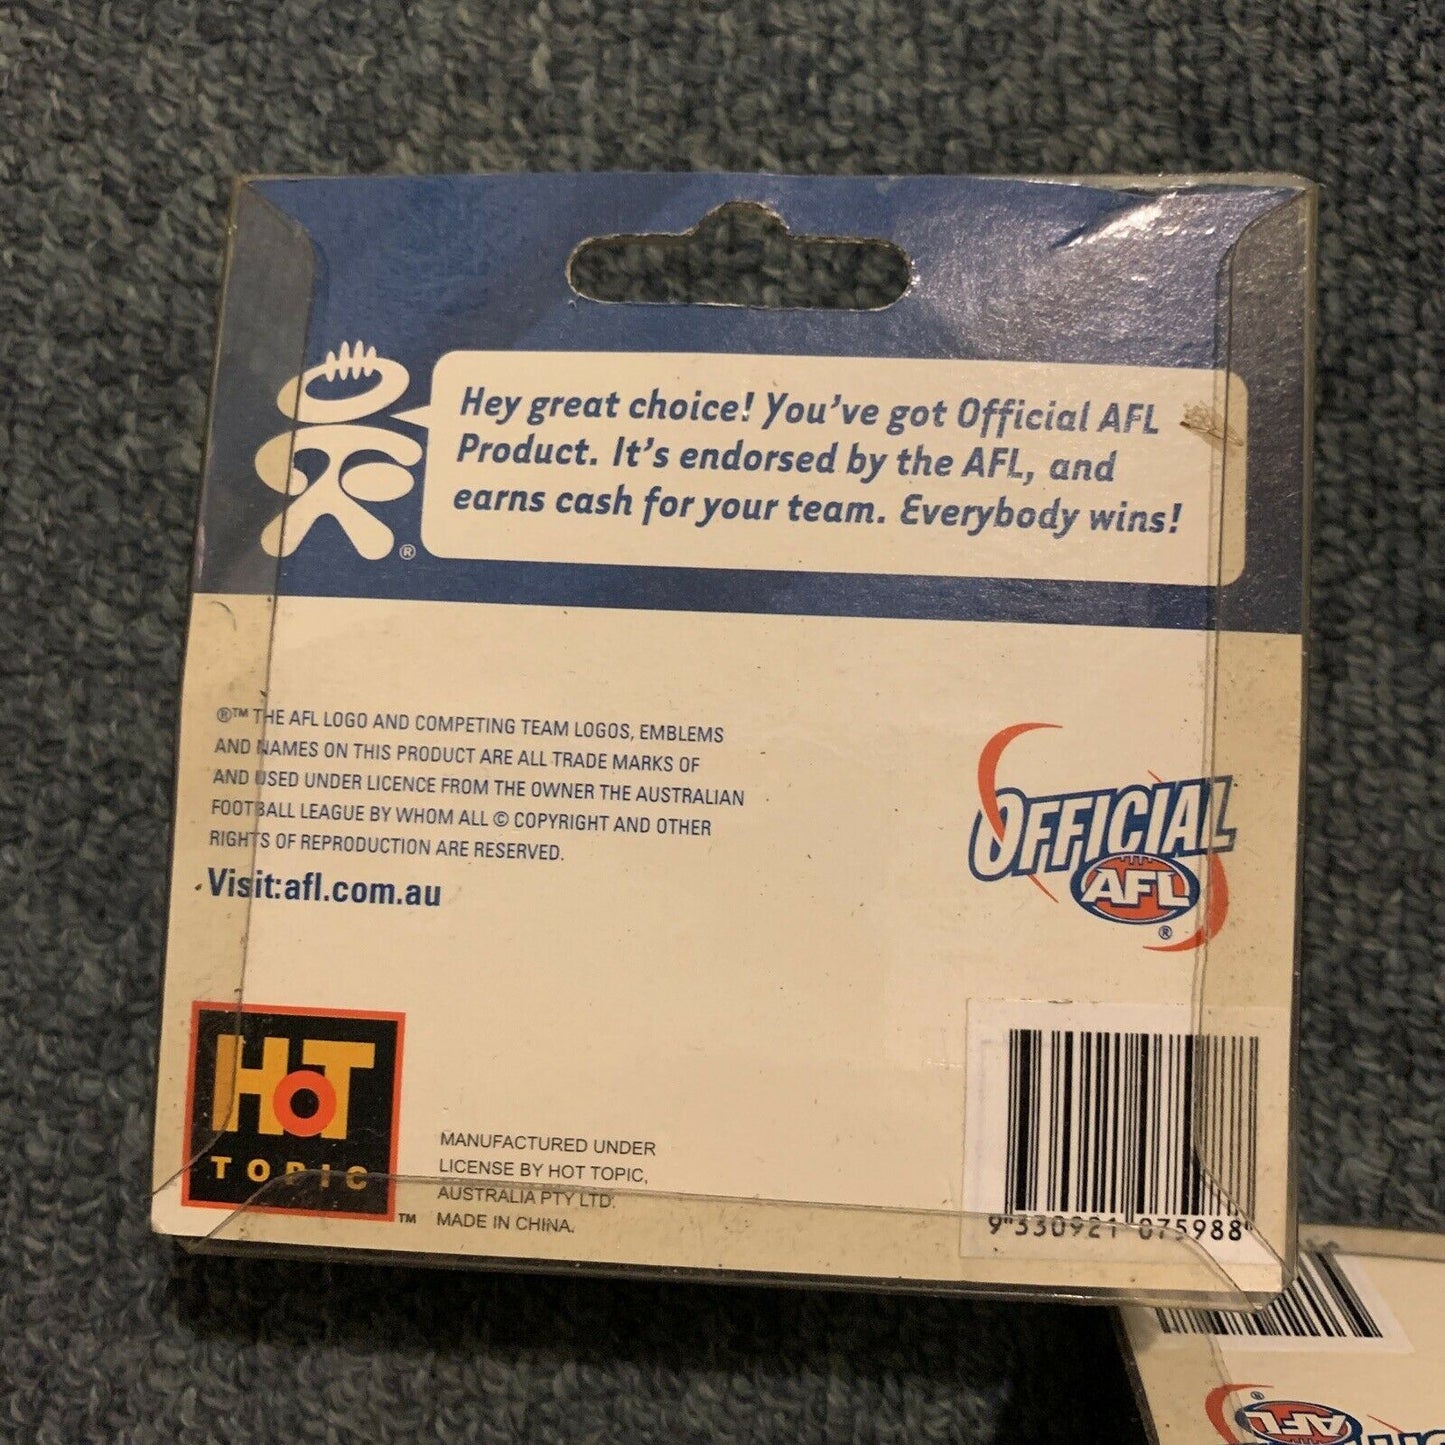 Hey great choice! You've got Official AFL
Product. It's endorsed by the AFL, and
earns cash for your team. Everybody wins!
®
®™ THE AFL LOGO AND COMPETING TEAM LOGOS, EMBLEMS
AND NAMES ON THIS PRODUCT ARE ALL TRADE MARKS OF
AND USED UNDER LICENCE FROM THE OWNER THE AUSTRALIAN
FOOTBALL LEAGUE BY WHOM ALL © COPYRIGHT AND OTHER
RIGHTS OF REPRODUCTION ARE RESERVED.
Visit:afl.com.au
OFFICIAL
AFL
®
HOT
TOPIC
™
MANUFACTURED UNDER
LICENSE BY HOT TOPIC,
AUSTRALIA PTY LTD.
MADE IN CHINA.
9"330921 075988"
®
AFL